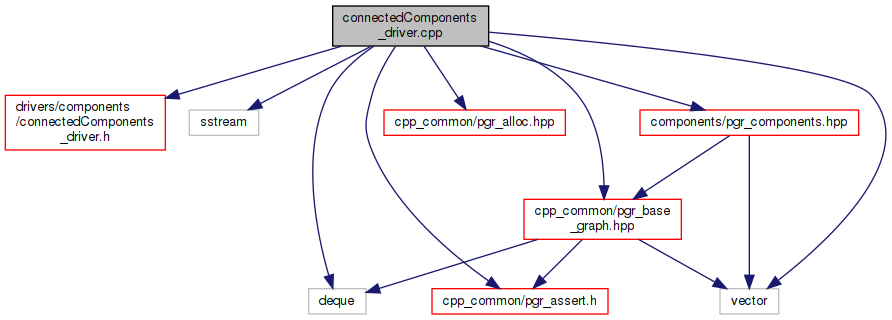 connectedComponents
_driver.cpp
drivers/components
/connectedComponents
_driver.h
sstream
cpp_common/pgr_alloc.hpp
components/pgr_components.hpp
cpp_common/pgr_base
_graph.hpp
deque
cpp_common/pgr_assert.h
vector